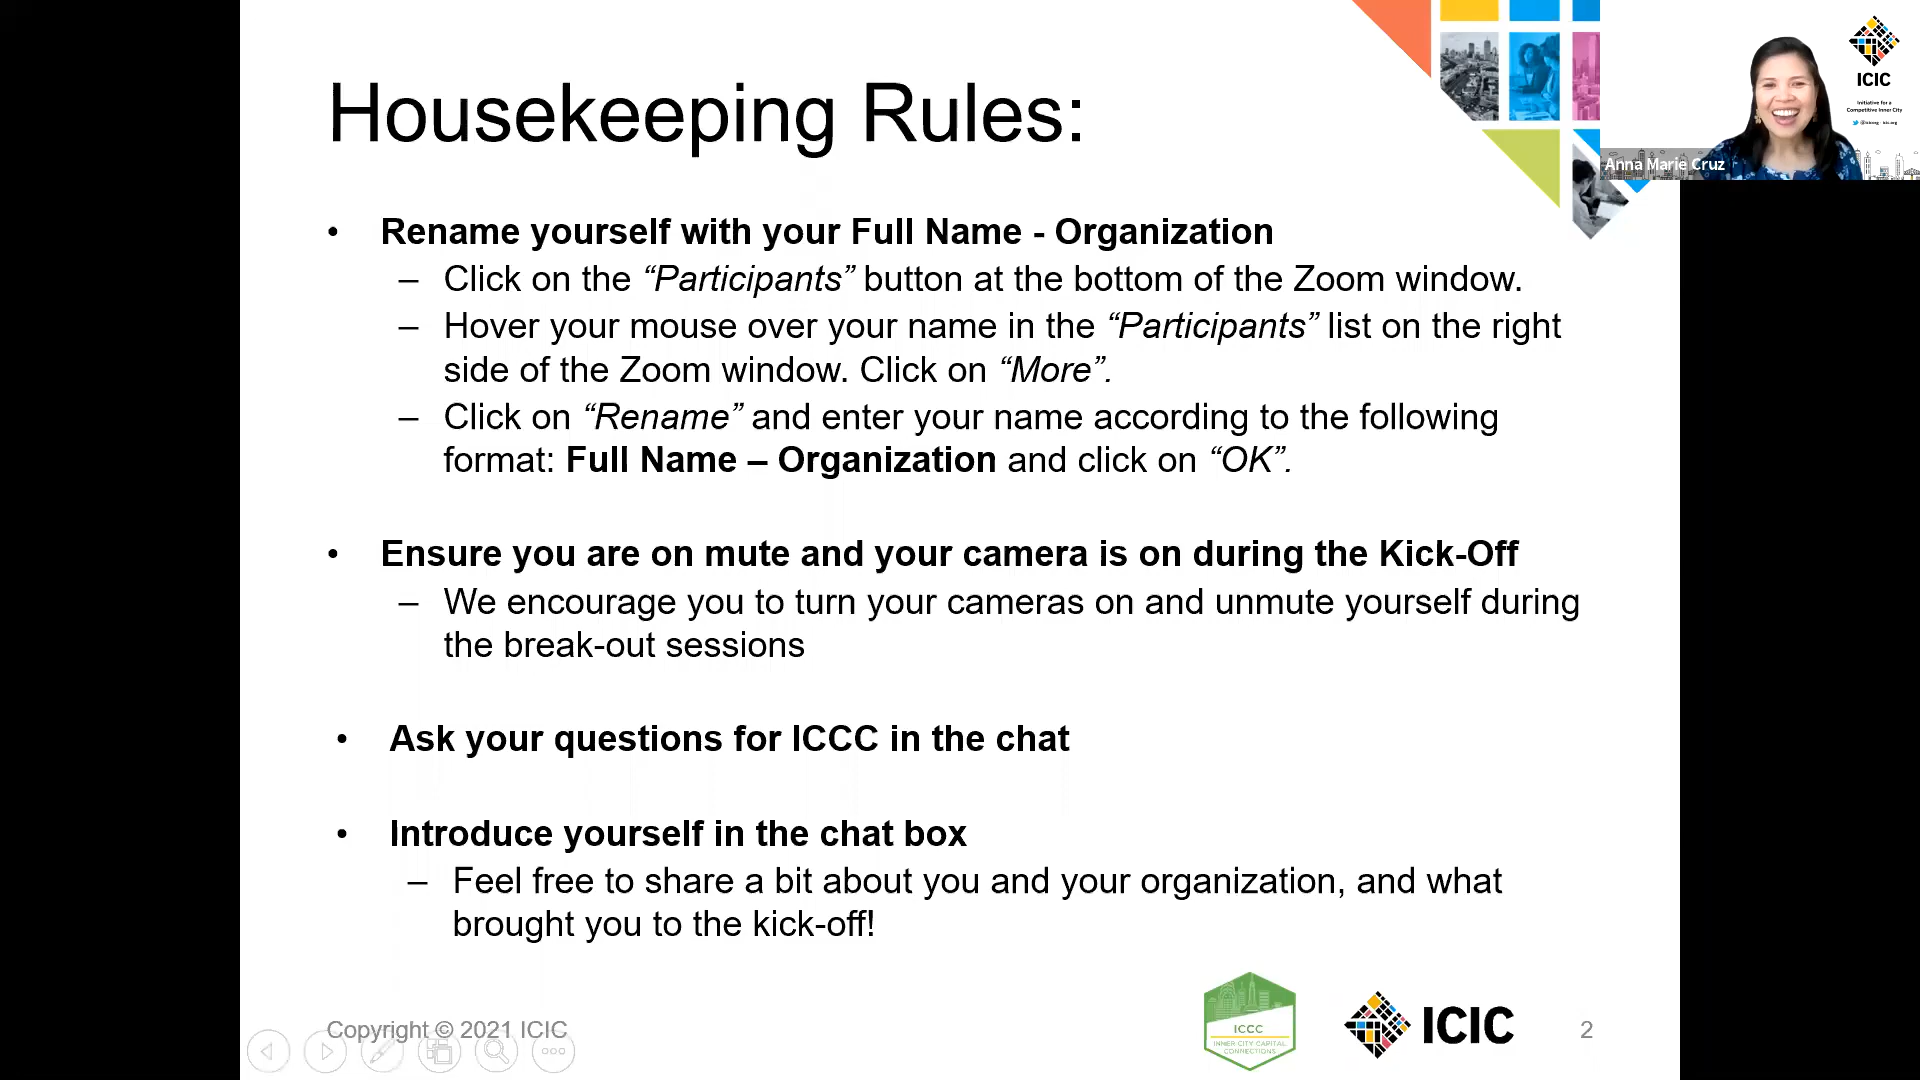 Housekeeping Rules:
• Rename yourself with your Full Name - Organization
– Click on the “Participants” button at the bottom of the Zoom window.
– Hover your mouse over your name in the “Participants” list on the right
side of the Zoom window. Click on “More”.
– Click on “Rename” and enter your name according to the following
format: Full Name – Organization and click on “OK”.
• Ensure you are on mute and your camera is on during the Kick-Off
– We encourage you to turn your cameras on and unmute yourself during
the break-out sessions
• Ask your questions for ICCC in the chat
• Introduce yourself in the chat box
– Feel free to share a bit about you and your organization, and what
brought you to the kick-off!
Copyright © 2021 ICIC
ICCC
INNER CITY CAPITAL
CONNECTIONS
ICIC
2
ICIC
Initiative for a
Competitive Inner City
Anna Marie Cruz